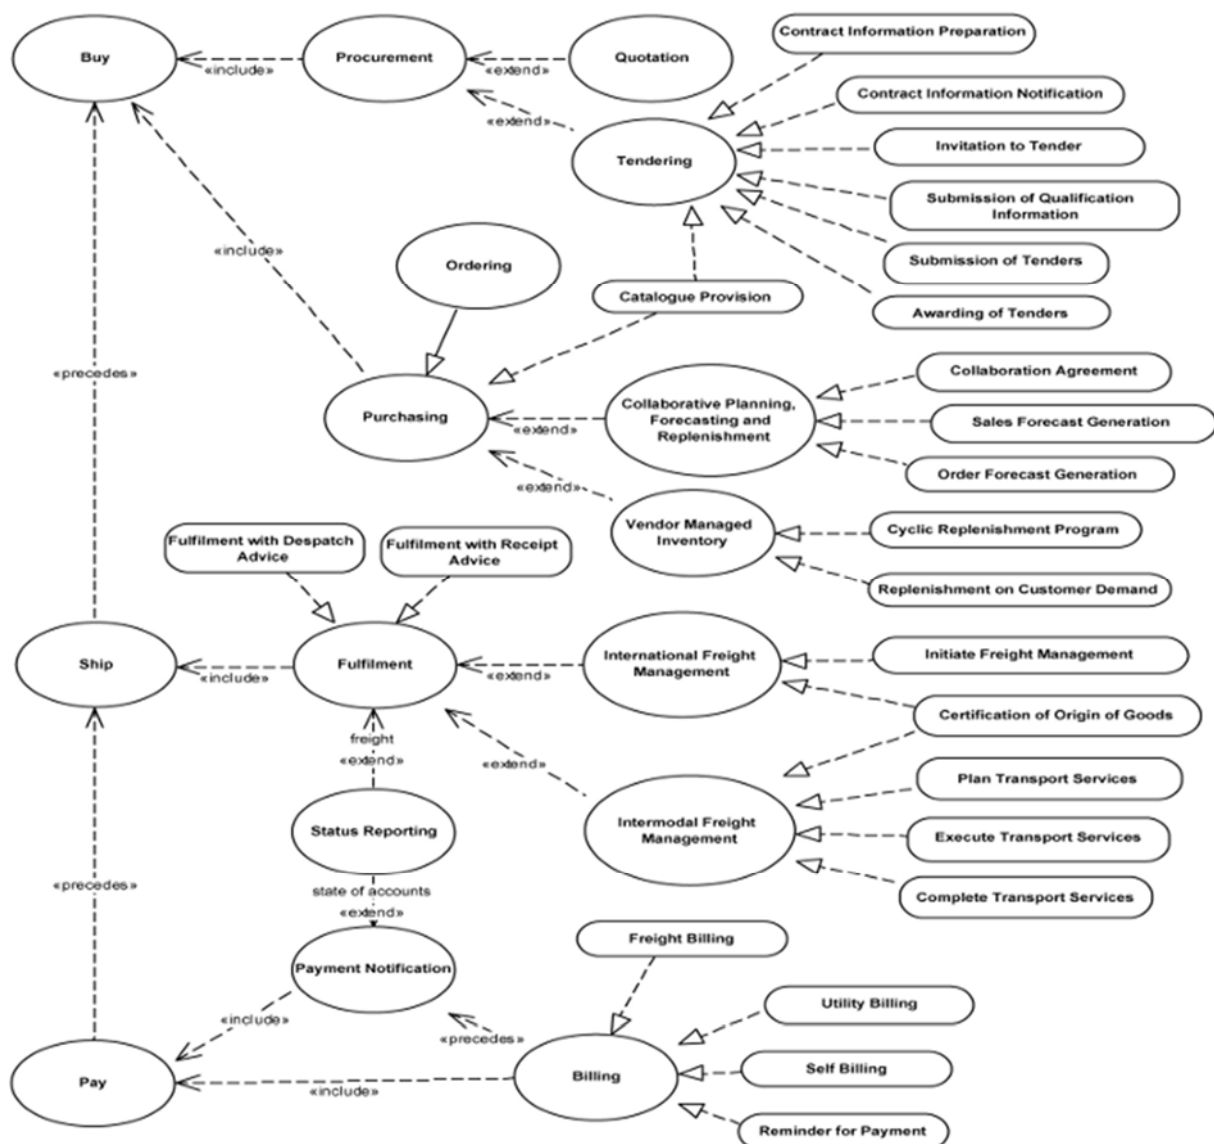 Contract Information Preparation
Buy
«include»
Procurement
«extend»
Quotation
Contract Information Notification
«extend»
Tendering
Invitation to Tender
Submission of Qualification
Information
«include»
Ordering
Submission of Tenders
Catalogue Provision
Awarding of Tenders
«precedes»
Collaboration Agreement
Purchasing
«extend»
Collaborative Planning,
Forecasting and
Replenishment
Sales Forecast Generation
Order Forecast Generation
«extend»
Vendor Managed
Inventory
Cyclic Replenishment Program
Fulfilment with Despatch
Advice
Fulfilment with Receipt
Advice
Replenishment on Customer Demand
Ship
«include»
Fulfilment
«extend»
International Freight
Management
Initiate Freight Management
Certification of Origin of Goods
freight
«extend»
«extend»
Plan Transport Services
Status Reporting
Intermodal Freight
Management
Execute Transport Services
«precedes»
state of accounts
«extend»
Complete Transport Services
Freight Billing
Payment Notification
Utility Billing
«include»
«precedes»
Pay
«include»
Billing
Self Billing
Reminder for Payment